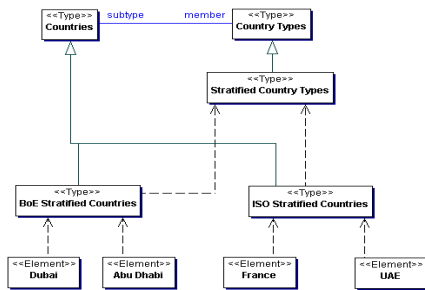 <<Type>>
Countries
subtype
member
<<Type>>
Country Types
<<Type>>
Stratified Country Types
<<Type>>
BoE Stratified Countries
<<Type>>
ISO Stratified Countries
<<Element>>
Dubai
<<Element>>
Abu Dhabi
<<Element>>
France
<<Element>>
UAE